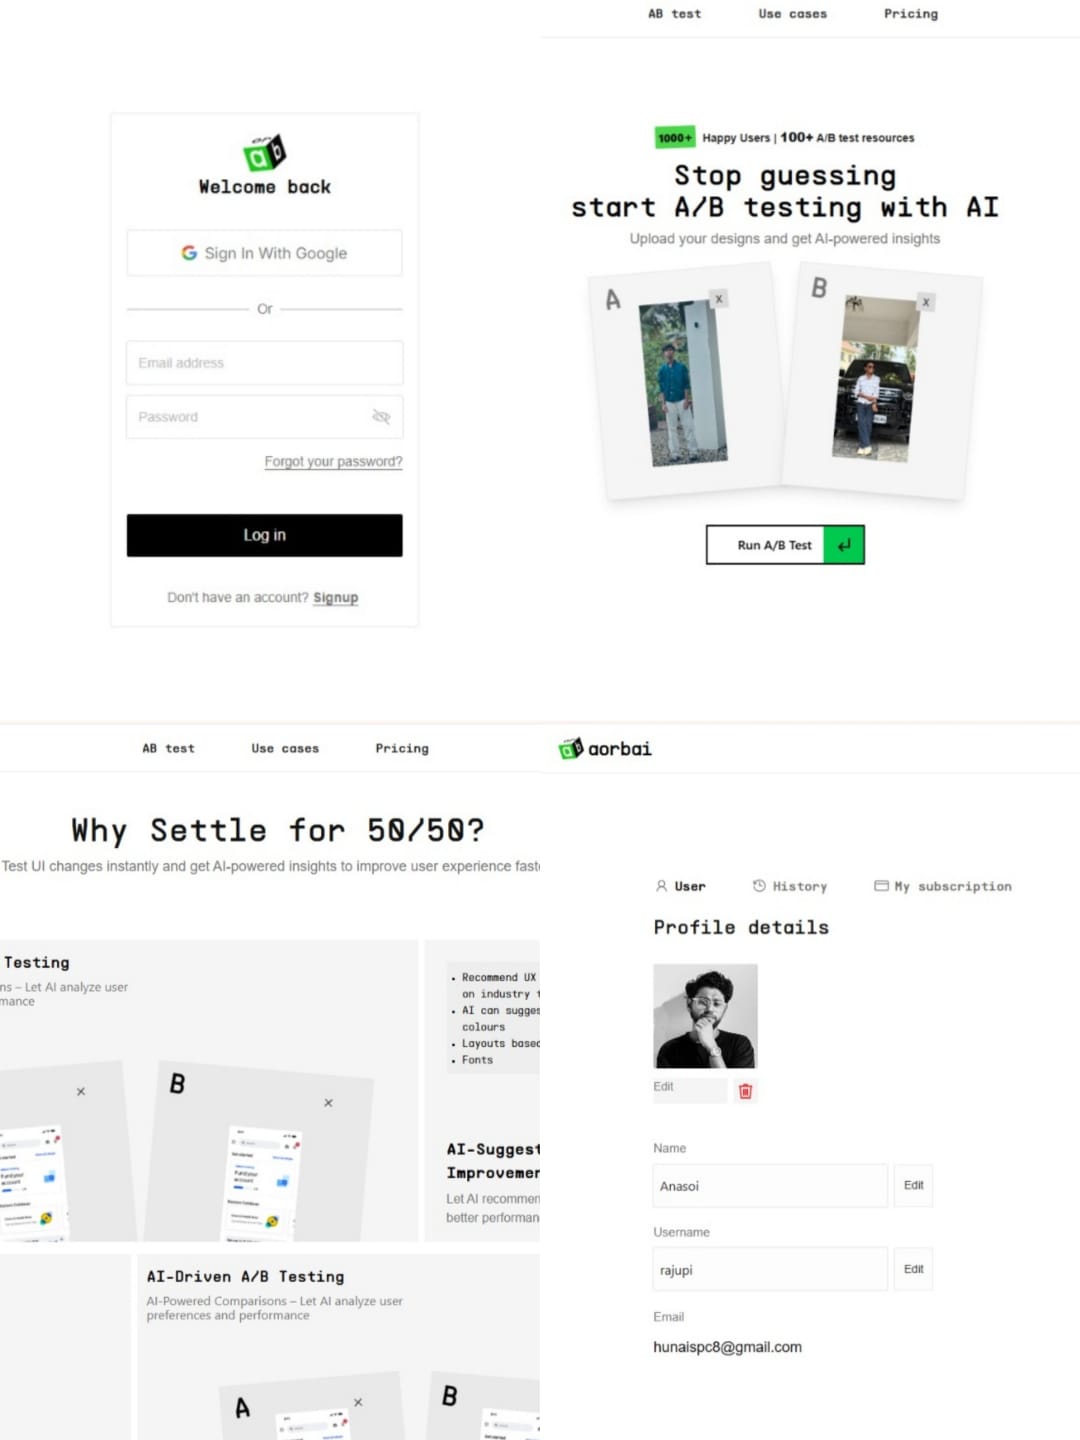 ab
Welcome back
Sign In With Google
Or
Email address
Password
Forgot your password?
Log in
Don't have an account? Signup
AB test Use cases Pricing
1000+ Happy Users | 100+ A/B test resources
Stop guessing
start A/B testing with AI
Upload your designs and get AI-powered insights
A
X
B
X
Run A/B Test
AB test Use cases Pricing
Why Settle for 50/50?
Test UI changes instantly and get AI-powered insights to improve user experience fast
Testing
ns – Let AI analyze user
mance
B
Recommend UX
on industry
AI can sugges
colours
Layouts based
Fonts
AI-Suggest
Improvemen
Let AI recommen
better performan
AI-Driven A/B Testing
AI-Powered Comparisons – Let AI analyze user
preferences and performance
A
B
ab aorbai
User History My subscription
Profile details
Edit
Name
Anasoi Edit
Username
rajupi Edit
Email
hunaispc8@gmail.com